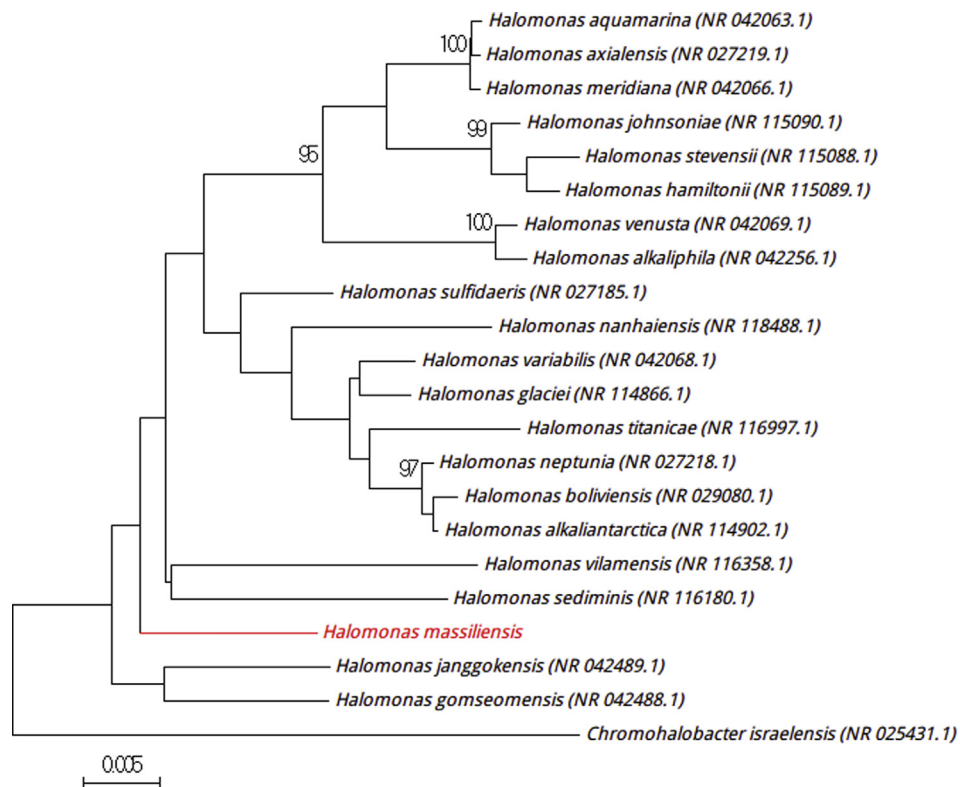 Halomonas aquamarina (NR 042063.1)
100
Halomonas axialensis (NR 027219.1)
Halomonas meridiana (NR 042066.1)
99
Halomonas johnsoniae (NR 115090.1)
95
Halomonas stevensii (NR 115088.1)
Halomonas hamiltonii (NR 115089.1)
100
Halomonas venusta (NR 042069.1)
Halomonas alkaliphila (NR 042256.1)
Halomonas sulfidaeris (NR 027185.1)
Halomonas nanhaiensis (NR 118488.1)
Halomonas variabilis (NR 042068.1)
Halomonas glaciei (NR 114866.1)
Halomonas titanicae (NR 116997.1)
97
Halomonas neptunia (NR 027218.1)
Halomonas boliviensis (NR 029080.1)
Halomonas alkaliantarctica (NR 114902.1)
Halomonas vilamensis (NR 116358.1)
Halomonas sediminis (NR 116180.1)
Halomonas massiliensis
Halomonas janggokensis (NR 042489.1)
Halomonas gomseomensis (NR 042488.1)
Chromohalobacter israelensis (NR 025431.1)
0.005